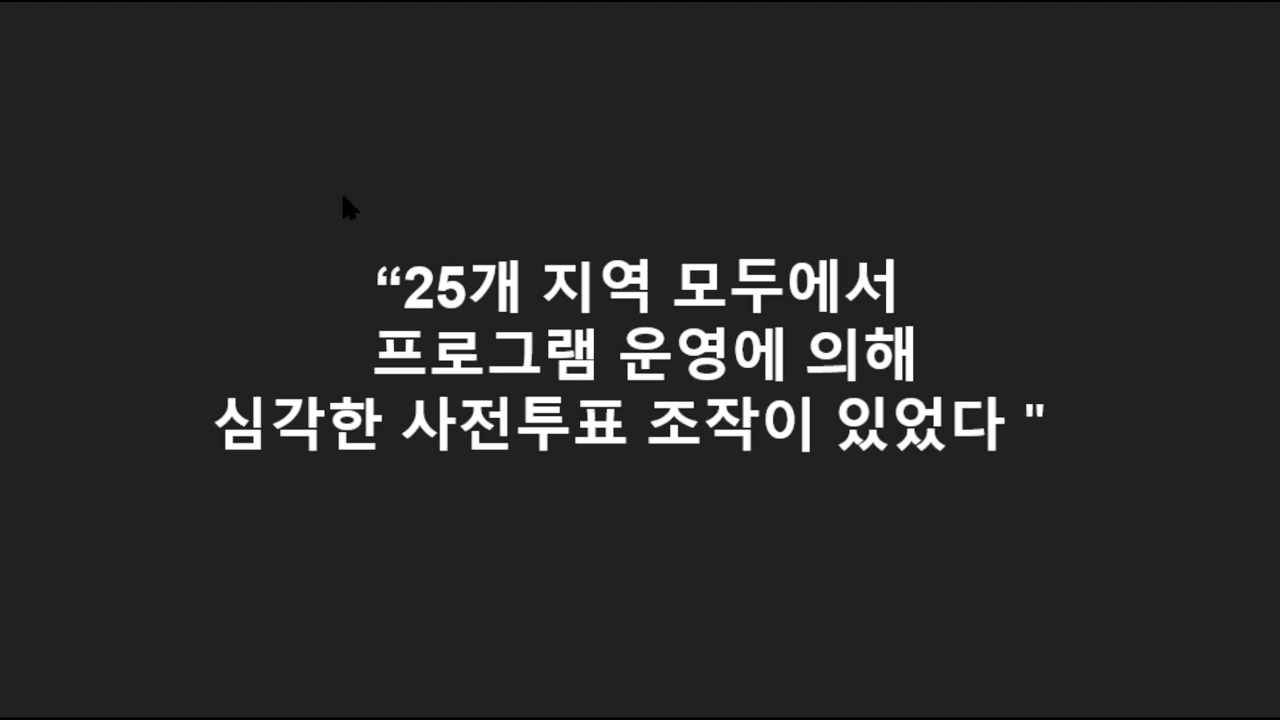 “25개 지역 모두에서
프로그램 운영에 의해
심각한 사전투표 조작이 있었다 "